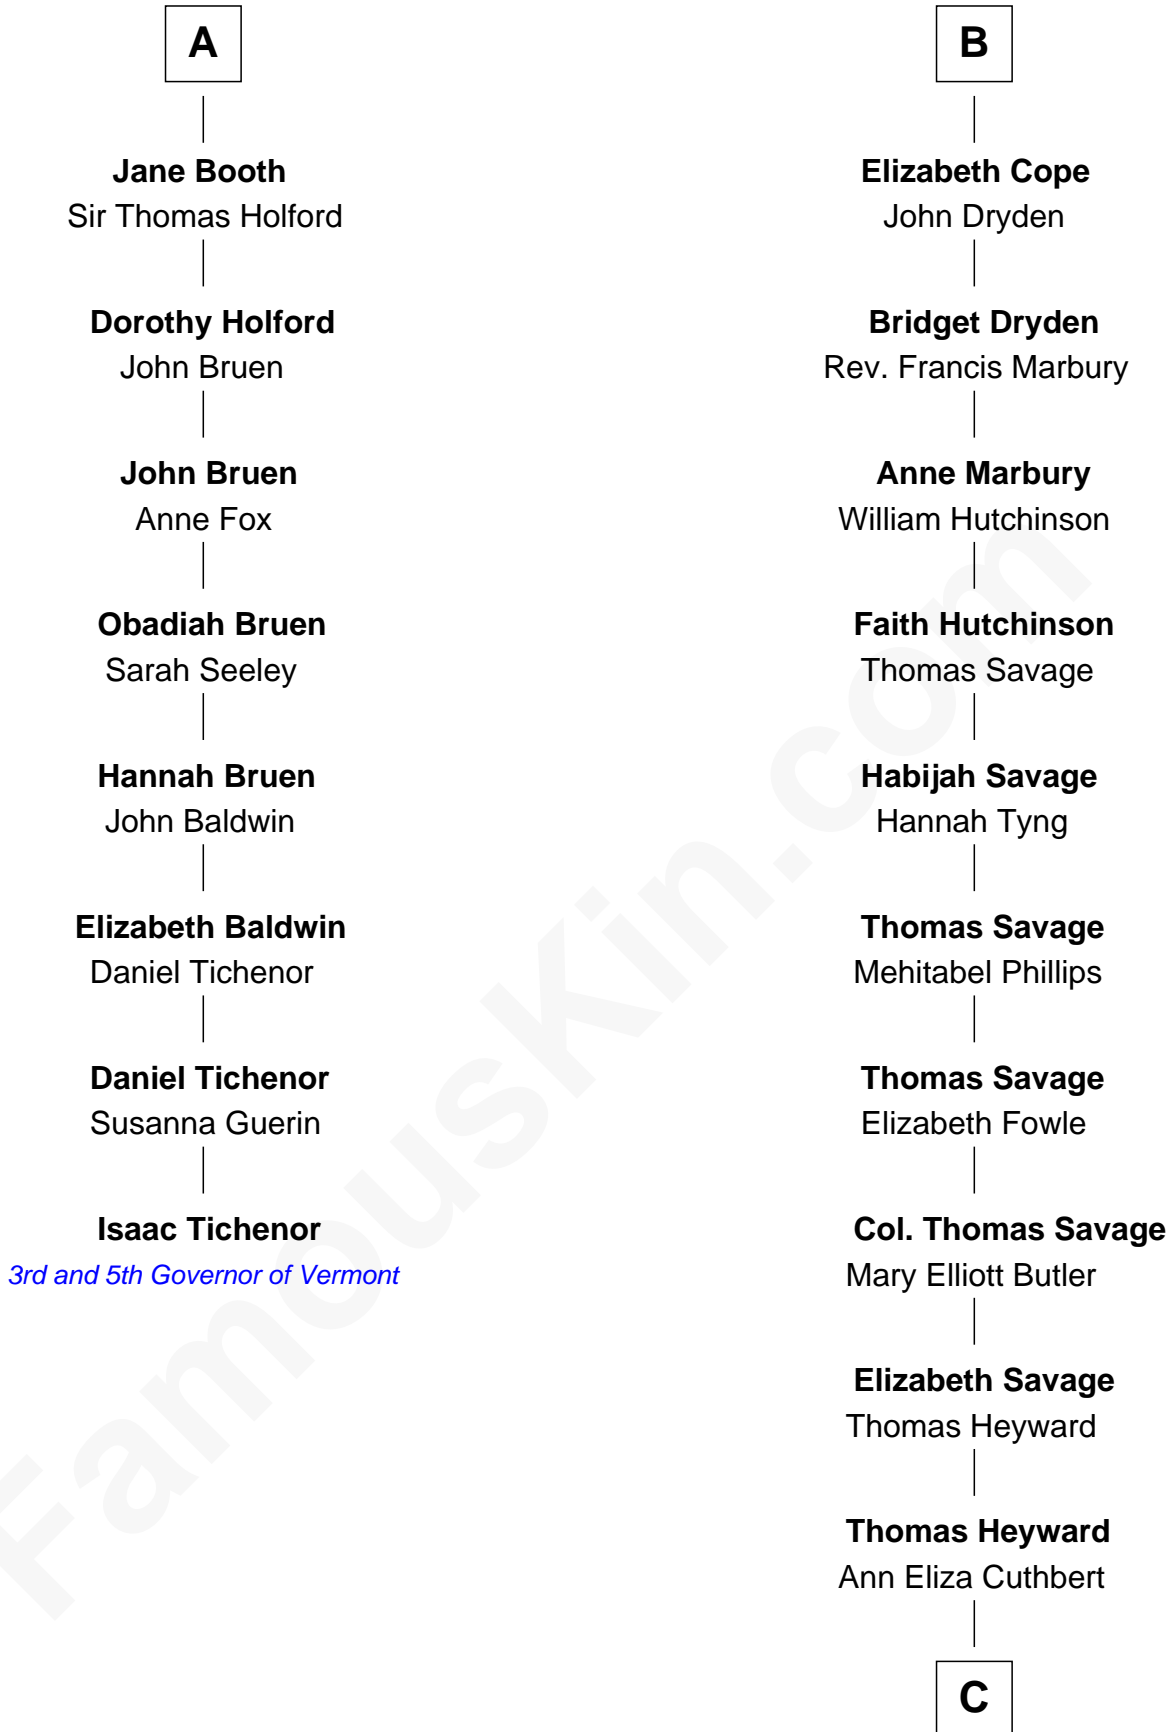 A
Jane Booth
Sir Thomas Holford
Dorothy Holford
John Bruen
John Bruen
Anne Fox
Obadiah Bruen
Sarah Seeley
Hannah Bruen
John Baldwin
Elizabeth Baldwin
Daniel Tichenor
Daniel Tichenor
Susanna Guerin
Isaac Tichenor
3rd and 5th Governor of Vermont
B
Elizabeth Cope
John Dryden
Bridget Dryden
Rev. Francis Marbury
Anne Marbury
William Hutchinson
Faith Hutchinson
Thomas Savage
Habijah Savage
Hannah Tyng
Thomas Savage
Mehitabel Phillips
Thomas Savage
Elizabeth Fowle
Col. Thomas Savage
Mary Elliott Butler
Elizabeth Savage
Thomas Heyward
Thomas Heyward
Ann Eliza Cuthbert
C
FamousKin.com